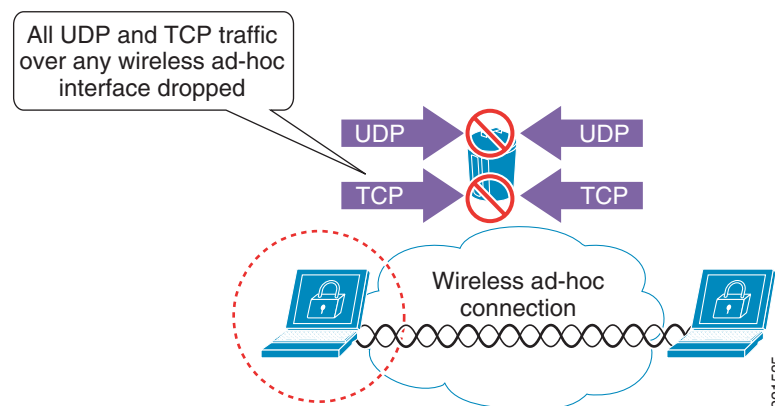 All UDP and TCP traffic
over any wireless ad-hoc
interface dropped
UDP
UDP
TCP
TCP
Wireless ad-hoc
connection